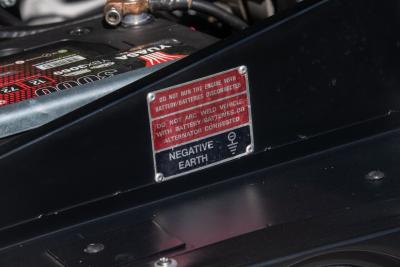 YUASA
12
DO NOT RUN THE ENGINE WITH
BATTERY/BATTERIES DISCONNECTED
DO NOT ARC WELD VEHICLE
WITH BATTERY/BATTERIES OR
ALTERNATOR CONNECTED
NEGATIVE
EARTH